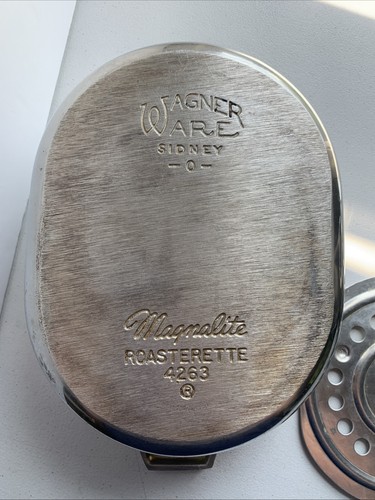 WAGNER
WARE
SIDNEY
-O-
Magnalite
ROASTERETTE
4263
®